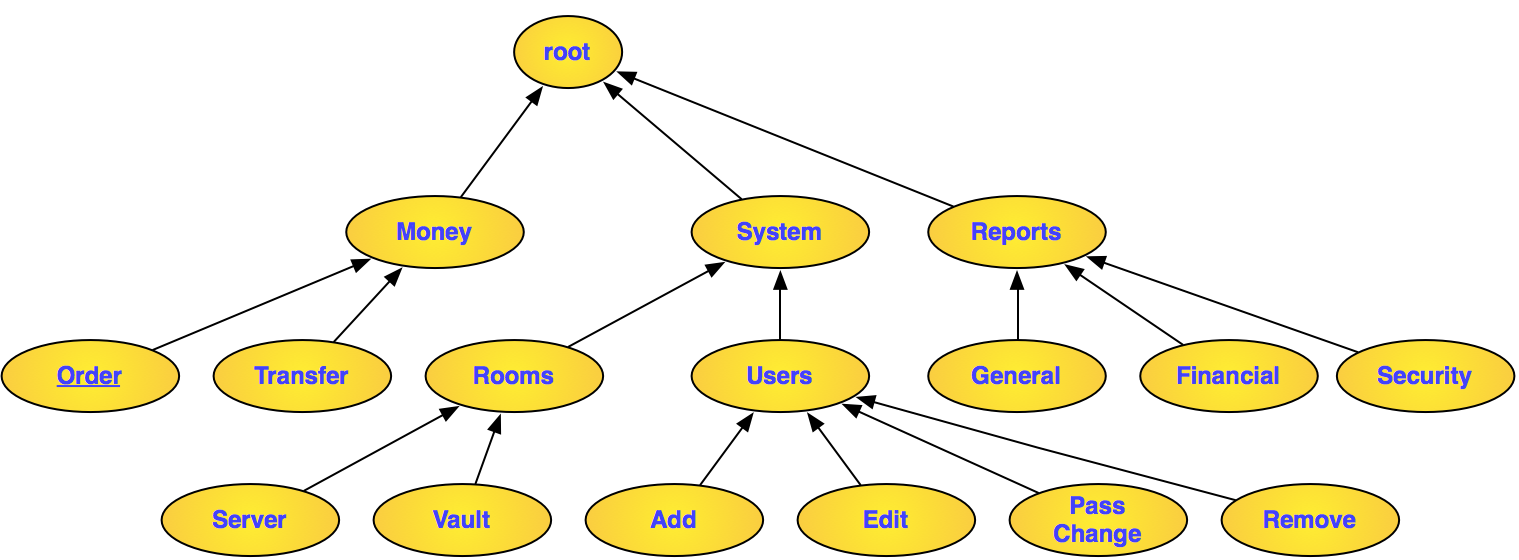 root
Money
System
Reports
Order
Transfer
Rooms
Users
General
Financial
Security
Server
Vault
Add
Edit
Pass
Change
Remove